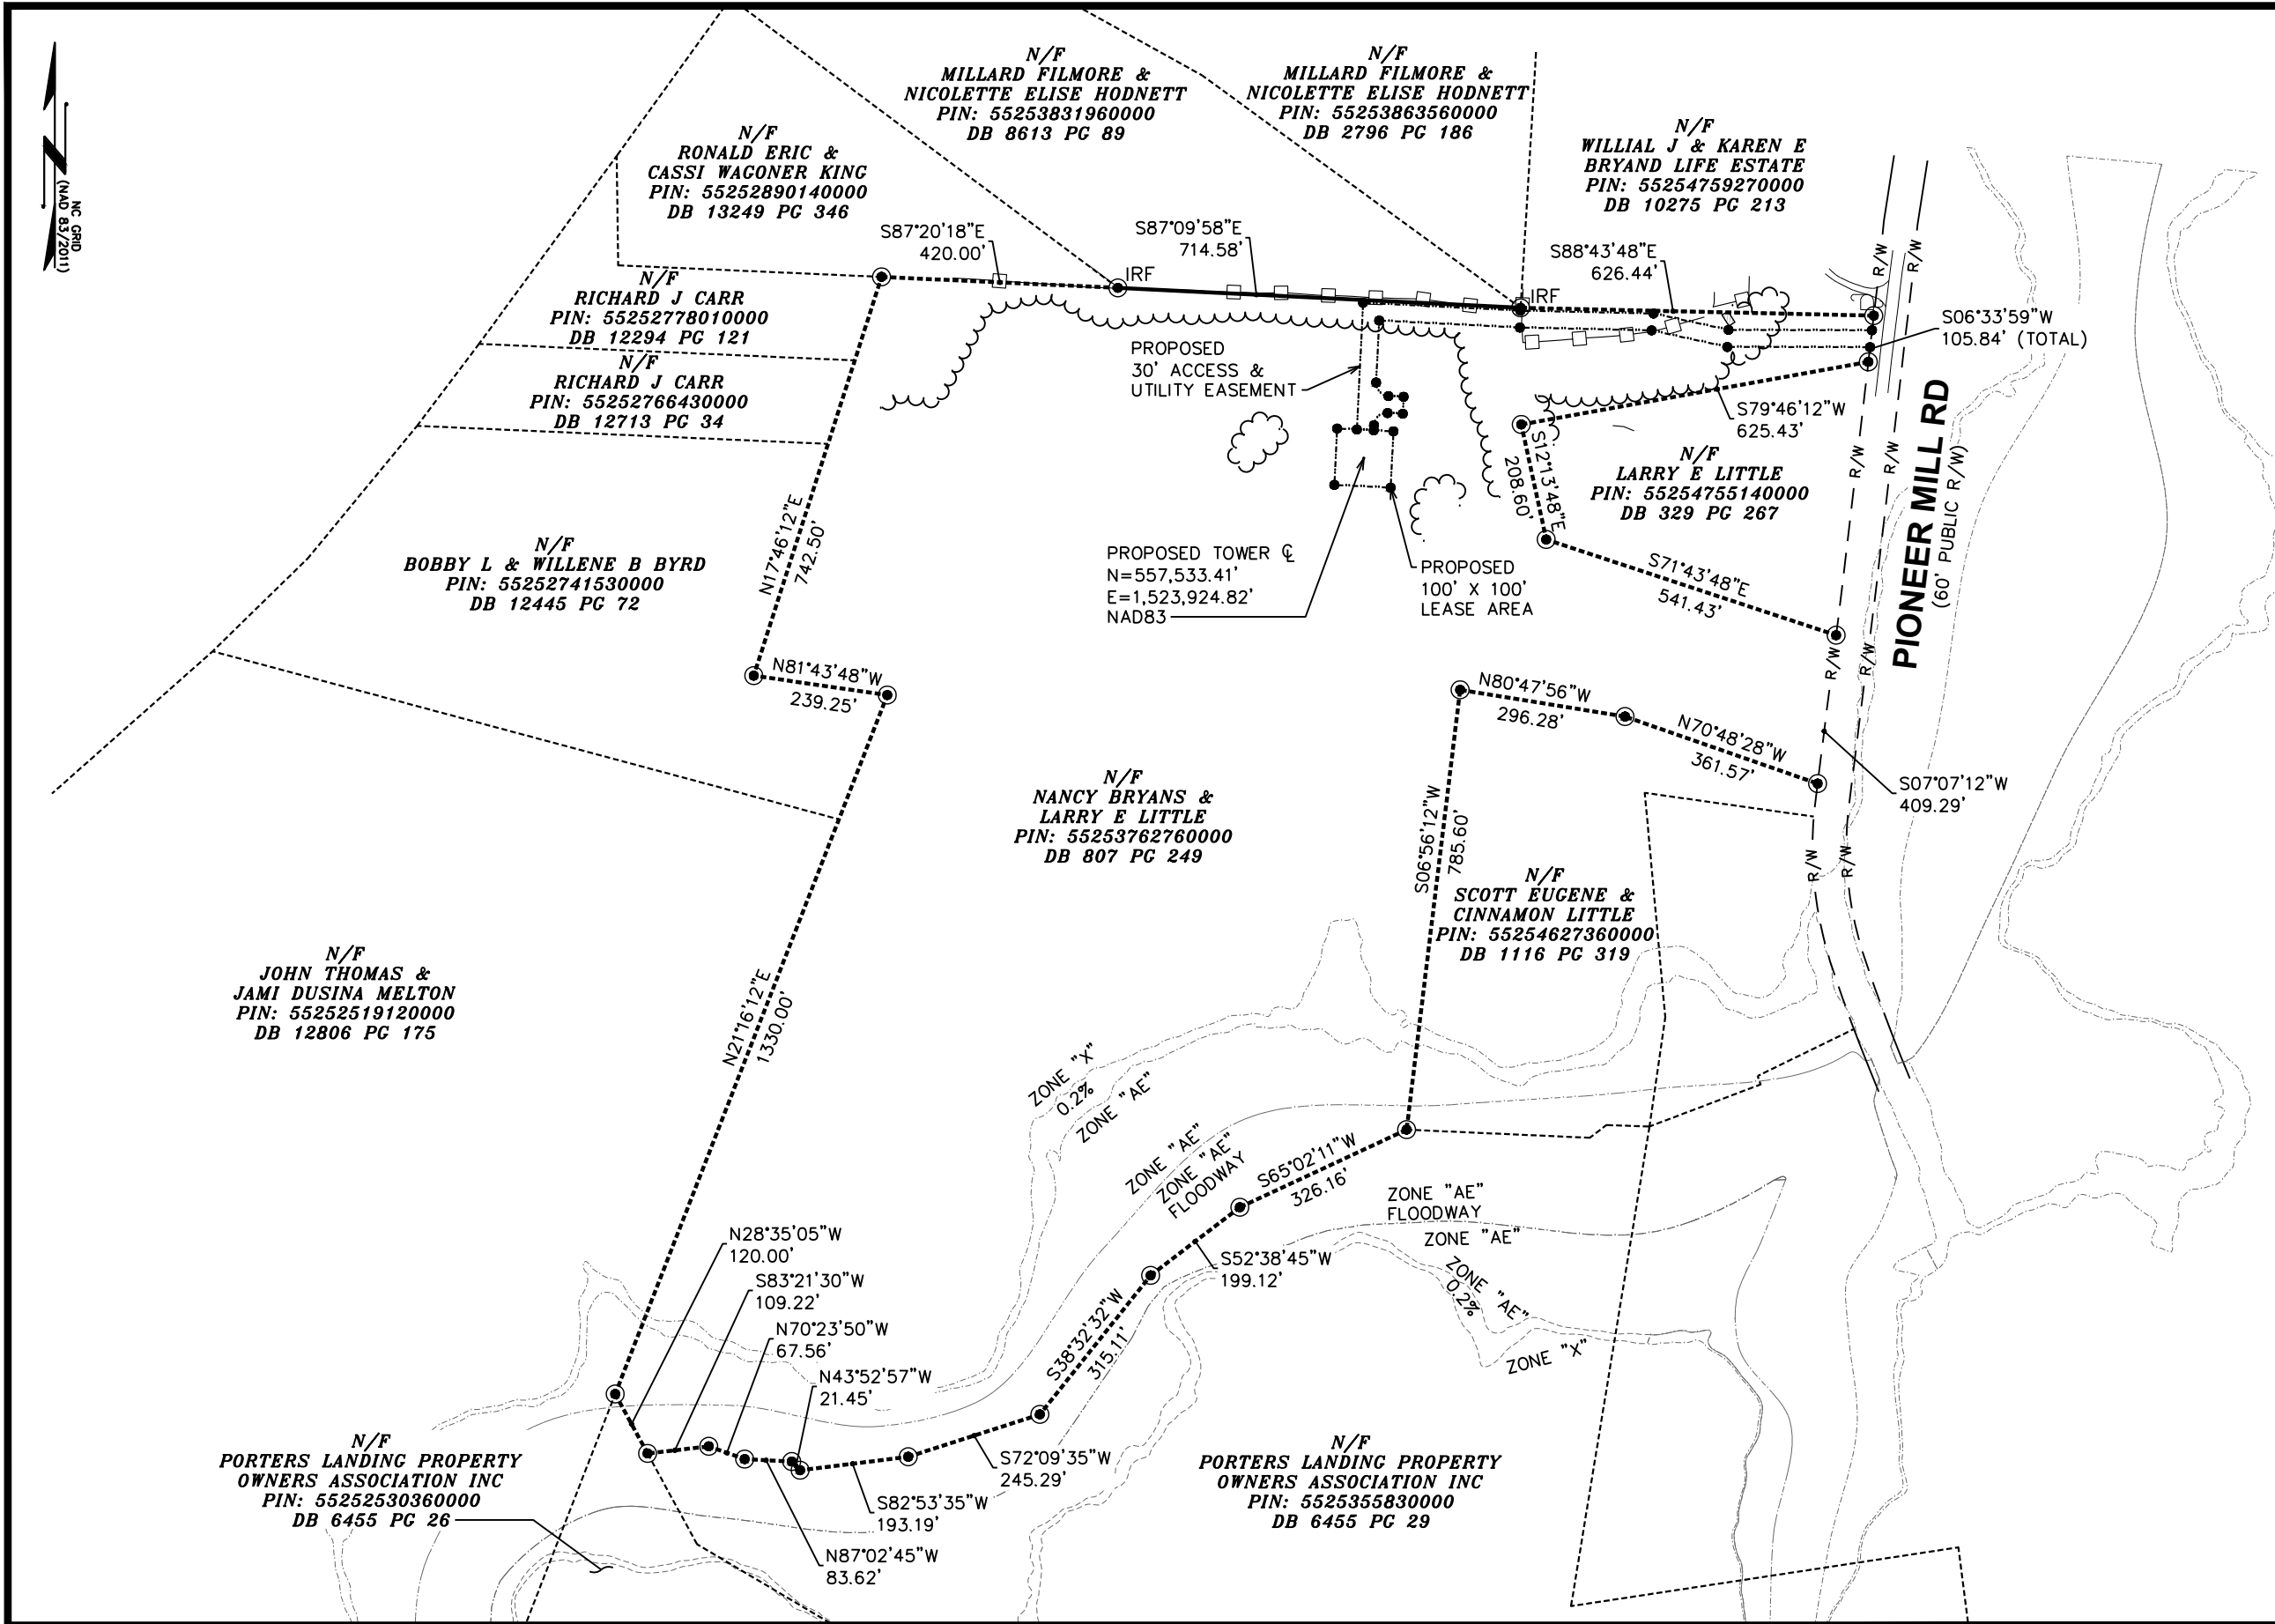 NC GRID
(NAD 83/2011)
N/F
MILLARD FILMORE &
NICOLETTE ELISE HODNETT
PIN: 55253831960000
DB 8613 PG 89
N/F
MILLARD FILMORE &
NICOLETTE ELISE HODNETT
PIN: 55253863560000
DB 2796 PG 186
N/F
WILLIAL J & KAREN E
BRYAND LIFE ESTATE
PIN: 55254759270000
DB 10275 PG 213
N/F
RONALD ERIC &
CASSI WAGONER KING
PIN: 55252890140000
DB 13249 PG 346
S87°20'18"E
420.00'
IRF
S87°09'58"E
714.58'
IRF
S88°43'48"E
626.44'
R/W
R/W
S06°33'59"W
105.84' (TOTAL)
N/F
RICHARD J CARR
PIN: 55252778010000
DB 12294 PG 121
N/F
RICHARD J CARR
PIN: 55252766430000
DB 12713 PG 34
PROPOSED
30' ACCESS &
UTILITY EASEMENT
S79°46'12"W
625.43'
S12°13'48"E
208.60'
N/F
LARRY E LITTLE
PIN: 55254755140000
DB 329 PG 267
R/W
R/W
PIONEER MILL RD
(60' PUBLIC R/W)
N17°46'12"E
742.50'
N/F
BOBBY L & WILLENE B BYRD
PIN: 55252741530000
DB 12445 PG 72
PROPOSED TOWER ℄
N=557,533.41'
E=1,523,924.82'
NAD83
PROPOSED
100' X 100'
LEASE AREA
S71°43'48"E
541.43'
R/W
R/W
N81°43'48"W
239.25'
N80°47'56"W
296.28'
N70°48'28"W
361.57'
S07°07'12"W
409.29'
N/F
NANCY BRYANS &
LARRY E LITTLE
PIN: 55253762760000
DB 807 PG 249
S06°56'12"W
785.60'
R/W
R/W
N/F
SCOTT EUGENE &
CINNAMON LITTLE
PIN: 55254627360000
DB 1116 PG 319
N/F
JOHN THOMAS &
JAMI DUSINA MELTON
PIN: 55252519120000
DB 12806 PG 175
N21°16'12"E
1330.00'
ZONE "X"
0.2%
ZONE "AE"
ZONE "AE"
ZONE "AE"
FLOODWAY
S65°02'11"W
326.16'
ZONE "AE"
FLOODWAY
ZONE "AE"
ZONE "AE"
0.2%
ZONE "X"
N28°35'05"W
120.00'
S83°21'30"W
109.22'
N70°23'50"W
67.56'
N43°52'57"W
21.45'
S52°38'45"W
199.12'
S38°32'32"W
315.11'
S72°09'35"W
245.29'
S82°53'35"W
193.19'
N87°02'45"W
83.62'
N/F
PORTERS LANDING PROPERTY
OWNERS ASSOCIATION INC
PIN: 55252530360000
DB 6455 PG 26
N/F
PORTERS LANDING PROPERTY
OWNERS ASSOCIATION INC
PIN: 5525355830000
DB 6455 PG 29